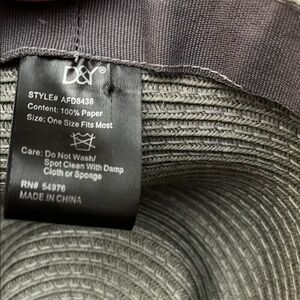 D&Y
STYLE# AFD8438
Content: 100% Paper
Size: One Size Fits Most
Care: Do Not Wash/
Spot Clean With Damp
Cloth or Sponge
RN# 54976
MADE IN CHINA